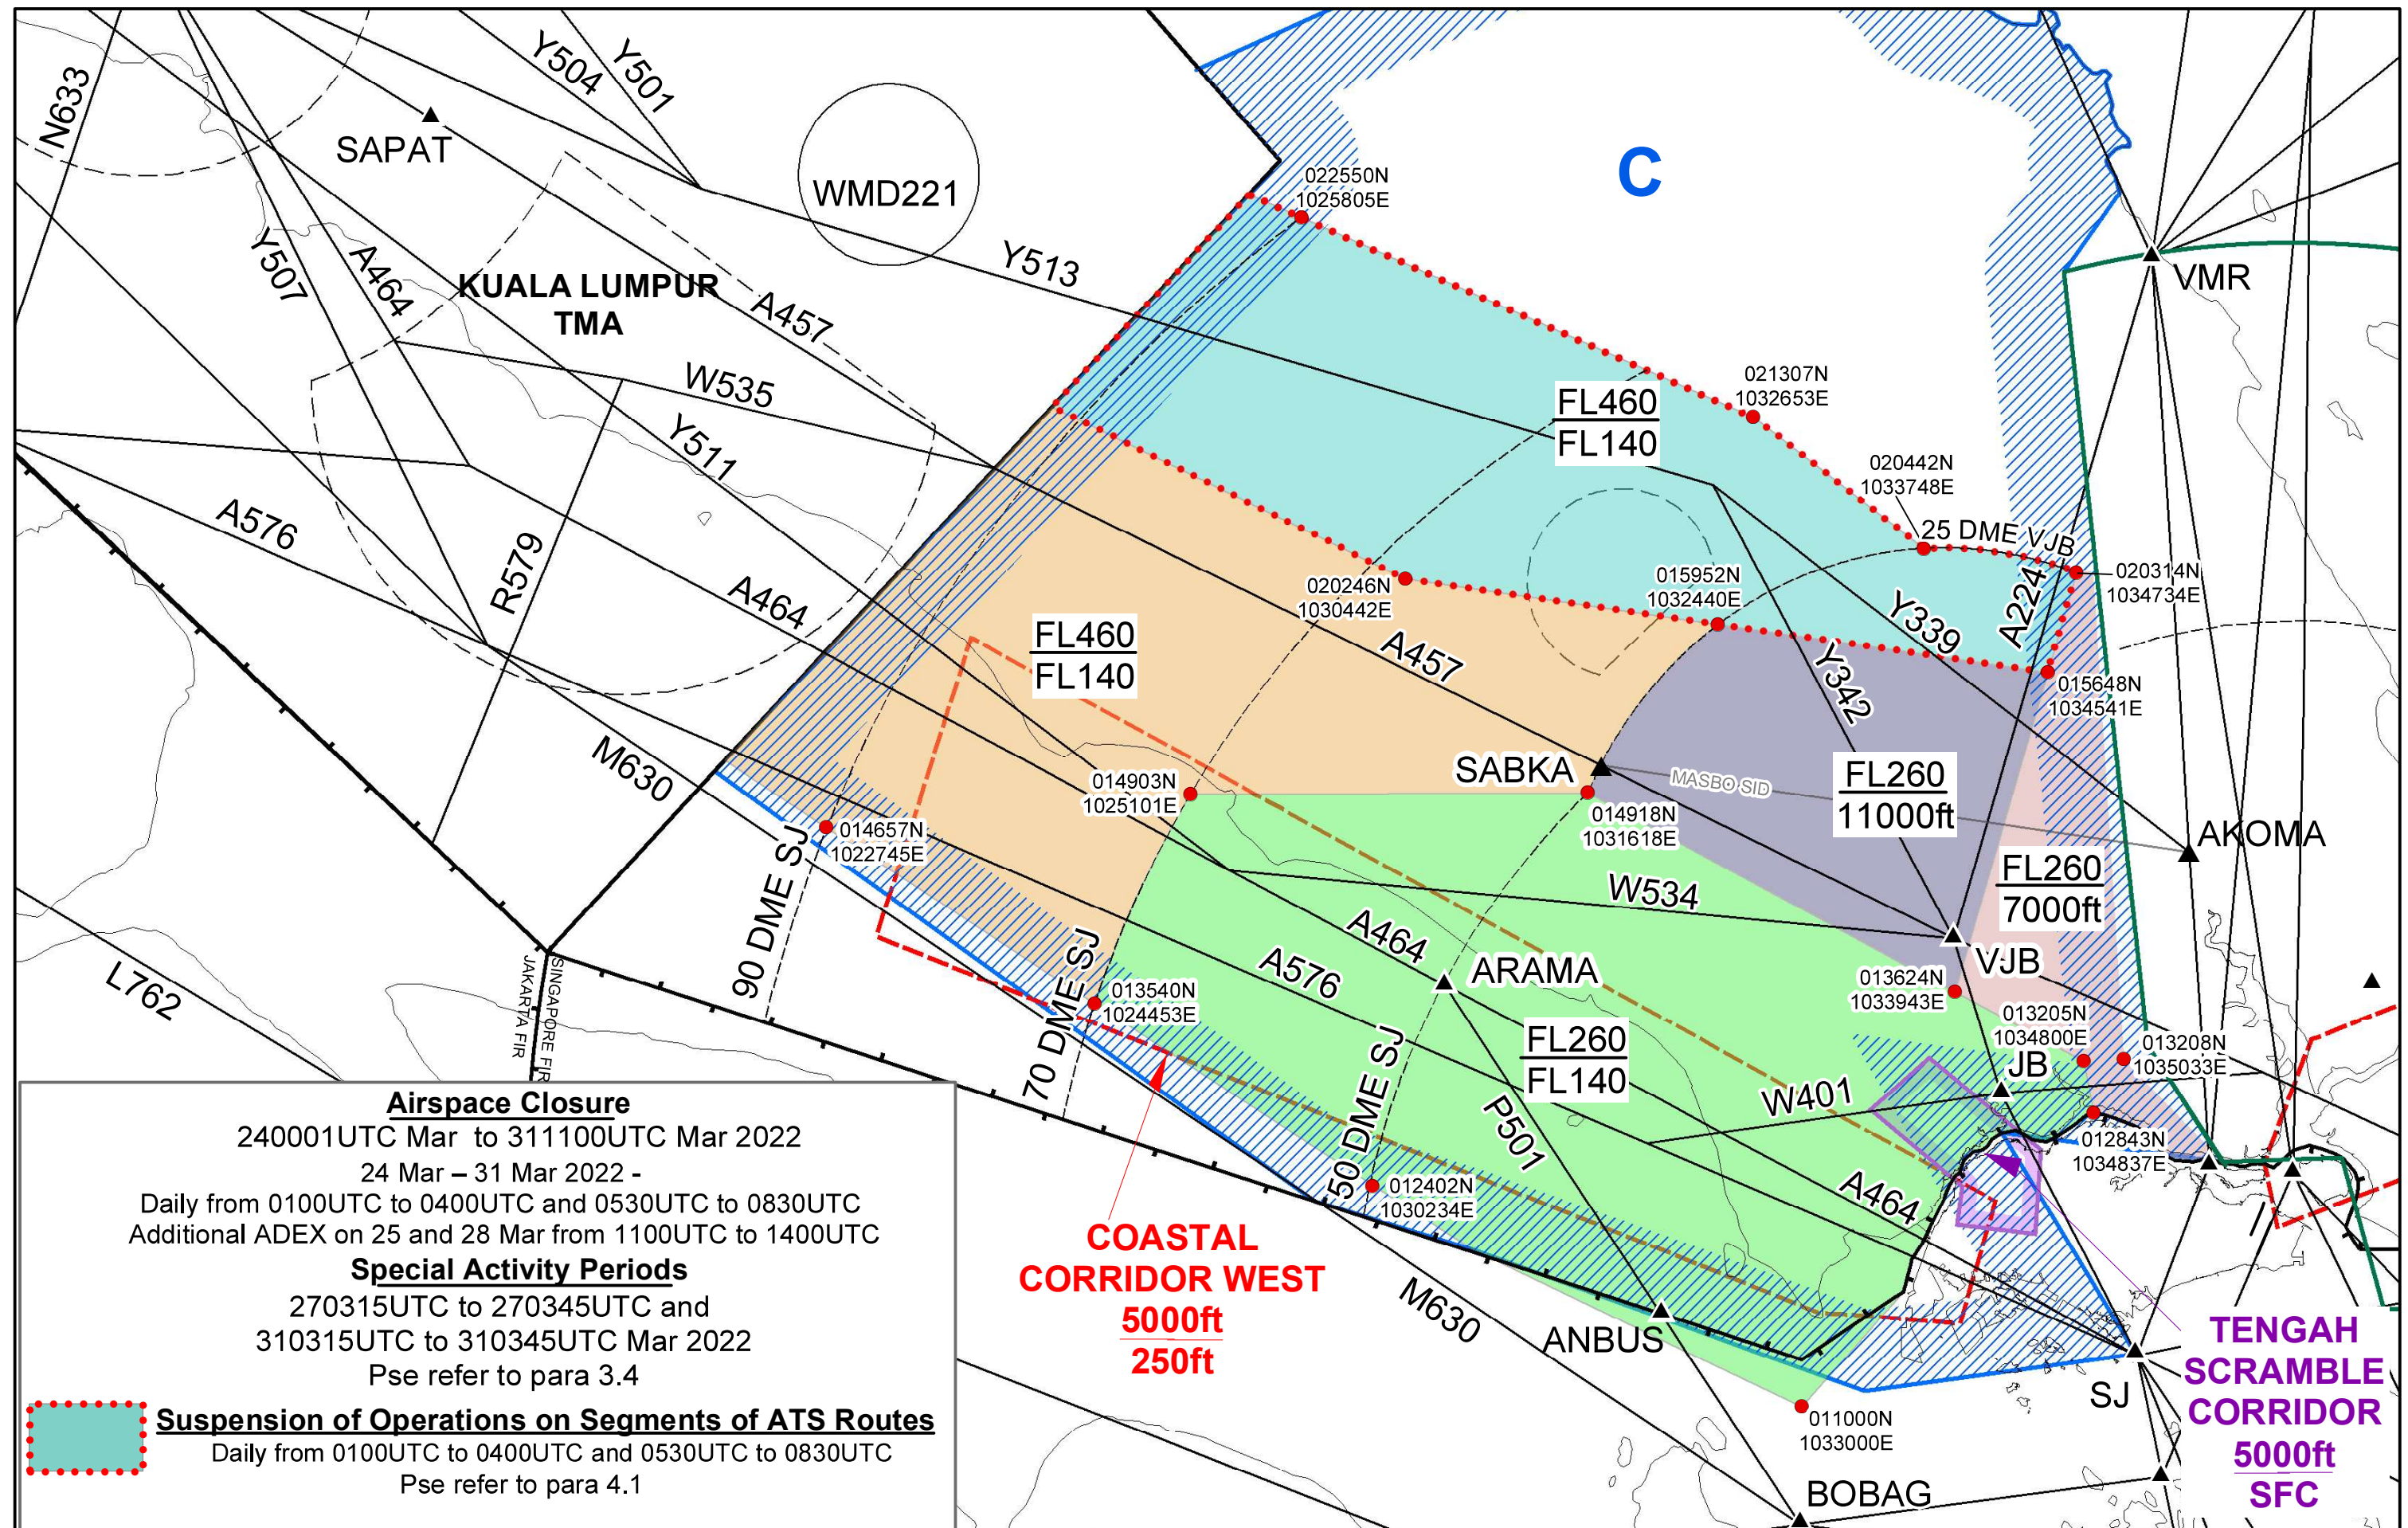 N633
SAPAT
Y504
Y501
WMD221
C
022550N
1025805E
Y513
VMR
Y507
A464
KUALA LUMPUR
TMA
A457
W535
Y511
FL460
FL140
021307N
1032653E
020442N
1033748E
25 DME VJB
020314N
1034734E
A224
A576
R579
A464
020246N
1030442E
015952N
1032440E
Y339
A457
Y342
015648N
1034541E
FL460
FL140
M630
014903N
1025101E
SABKA
MASBO SID
014918N
1031618E
FL260
11000ft
AKOMA
FL260
7000ft
014657N
1022745E
90 DME SJ
W534
A464
VJB
L762
JAKARTA FIR
SINGAPORE FIR
70 DME SJ
013540N
1024453E
A576
ARAMA
013624N
1033943E
013205N
1034800E
013208N
1035033E
JB
FL260
FL140
W401
50 DME SJ
P501
012843N
1034837E
012402N
1030234E
A464
COASTAL
CORRIDOR WEST
5000ft
250ft
M630
ANBUS
011000N
1033000E
SJ
BOBAG
TENGAH
SCRAMBLE
CORRIDOR
5000ft
SFC
Airspace Closure
240001UTC Mar to 311100UTC Mar 2022
24 Mar – 31 Mar 2022 -
Daily from 0100UTC to 0400UTC and 0530UTC to 0830UTC
Additional ADEX on 25 and 28 Mar from 1100UTC to 1400UTC
Special Activity Periods
270315UTC to 270345UTC and
310315UTC to 310345UTC Mar 2022
Pse refer to para 3.4
Suspension of Operations on Segments of ATS Routes
Daily from 0100UTC to 0400UTC and 0530UTC to 0830UTC
Pse refer to para 4.1